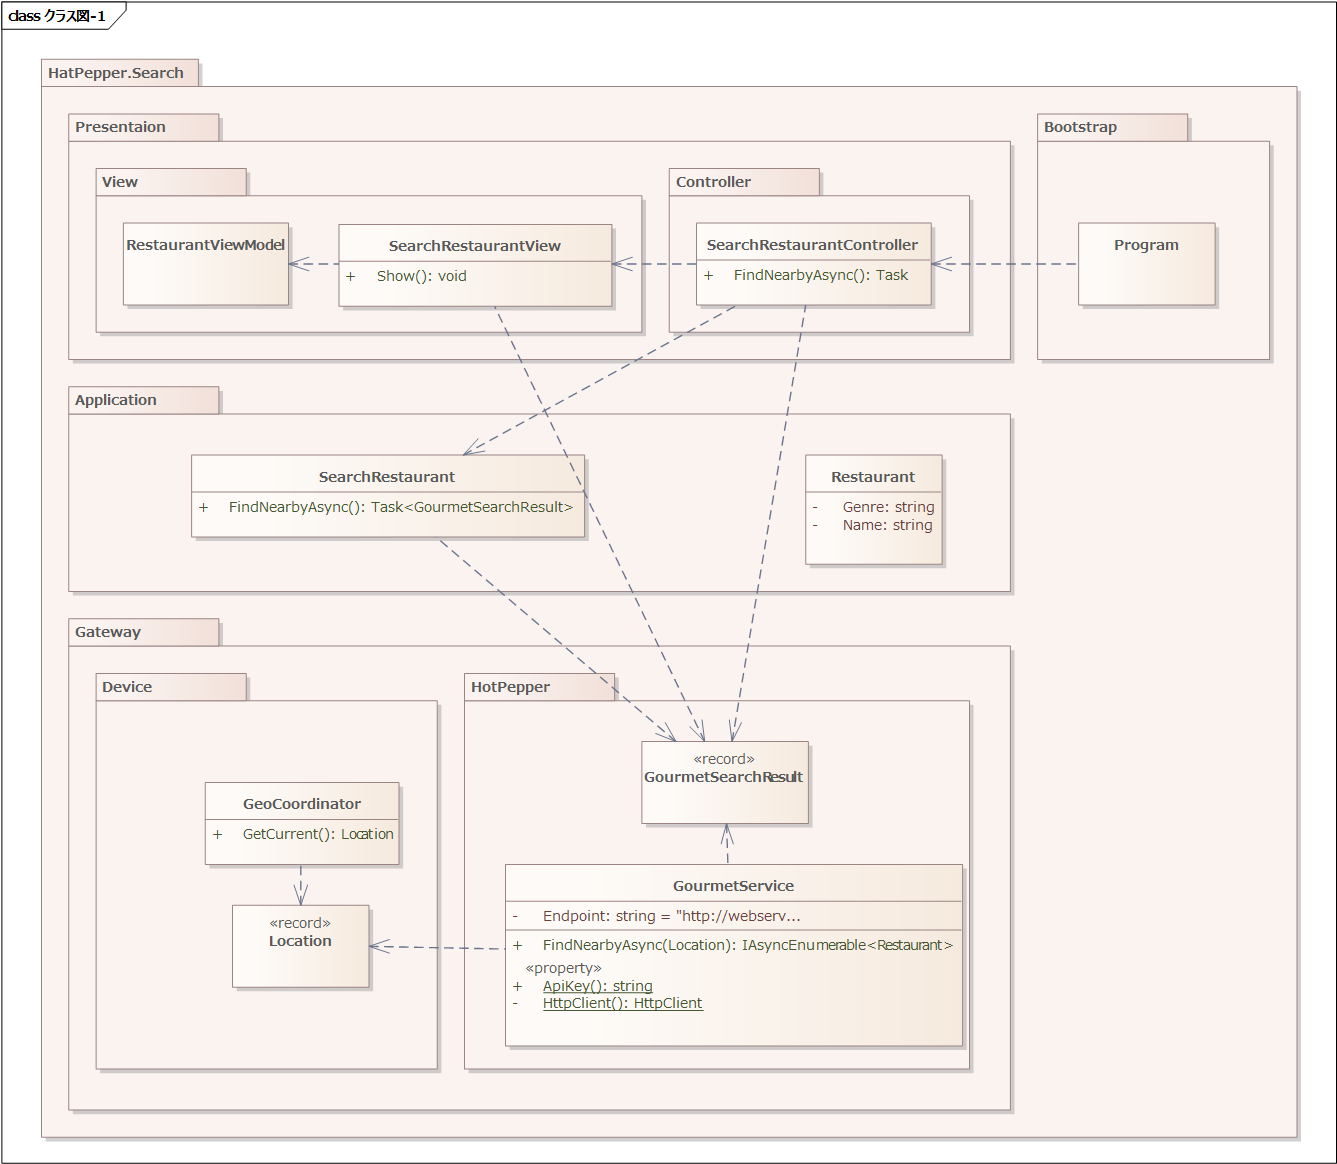 class クラス図-1
HatPepper.Search
Presentaion
Bootstrap
View
Controller
RestaurantViewModel
SearchRestaurantView
+ Show(): void
SearchRestaurantController
+ FindNearbyAsync(): Task
Program
Application
SearchRestaurant
+ FindNearbyAsync(): Task<GourmetSearchResult>
Restaurant
- Genre: string
- Name: string
Gateway
Device
HotPepper
«record»
GourmetSearchResult
GeoCoordinator
+ GetCurrent(): Location
«record»
Location
GourmetService
- Endpoint: string = "http://webserv...
+ FindNearbyAsync(Location): IAsyncEnumerable<Restaurant>
«property»
+ ApiKey(): string
- HttpClient(): HttpClient